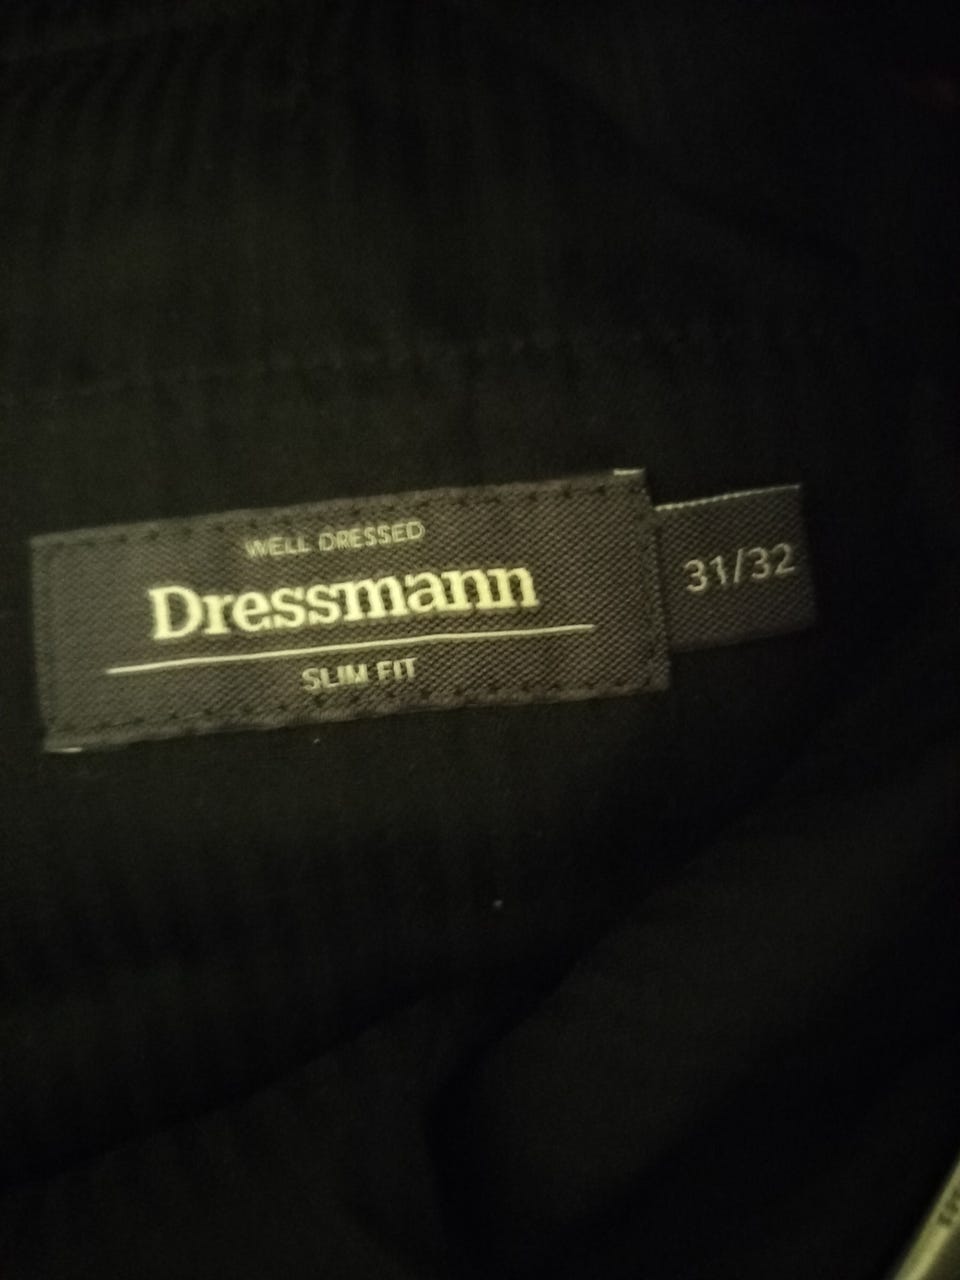 WELL DRESSED
Dressmann
SLIM FIT
31/32